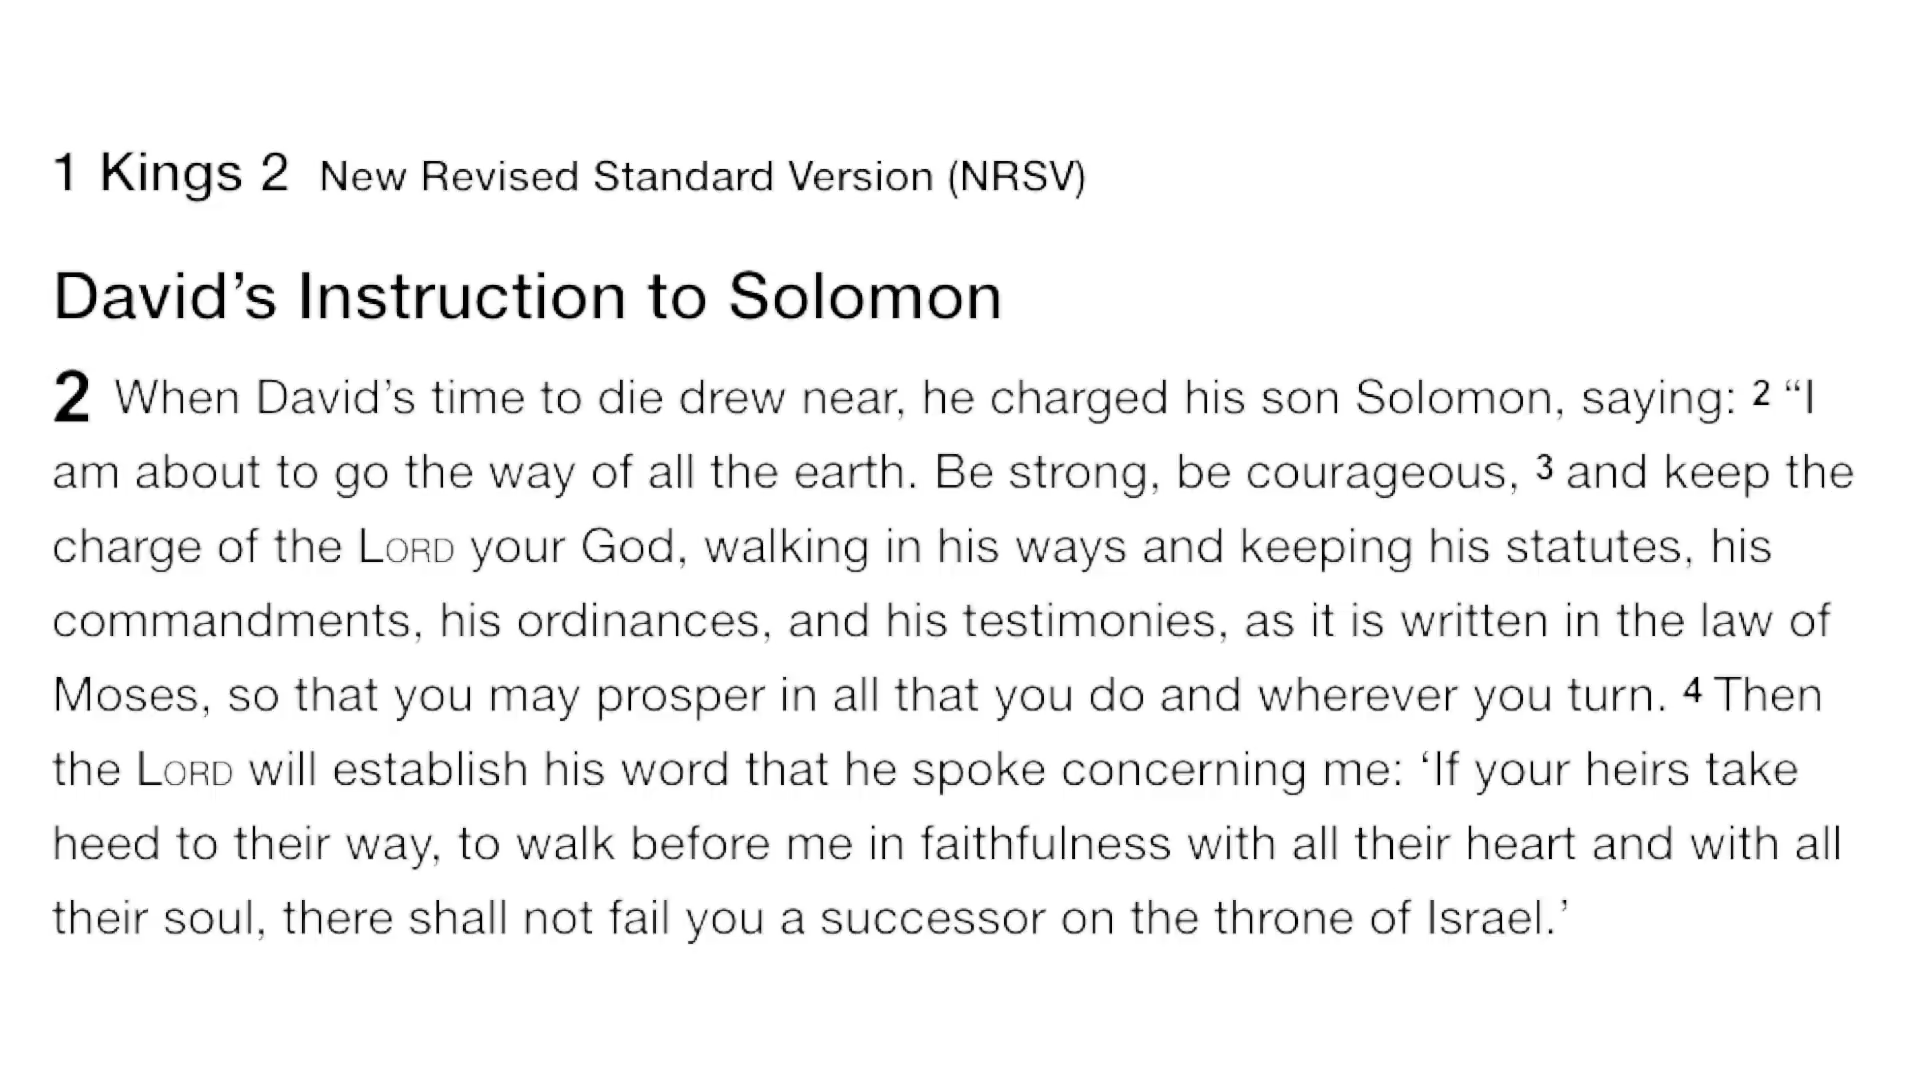 1 Kings 2 New Revised Standard Version (NRSV)
David’s Instruction to Solomon
2 When David’s time to die drew near, he charged his son Solomon, saying: 2 “I
am about to go the way of all the earth. Be strong, be courageous, 3 and keep the
charge of the LORD your God, walking in his ways and keeping his statutes, his
commandments, his ordinances, and his testimonies, as it is written in the law of
Moses, so that you may prosper in all that you do and wherever you turn. 4 Then
the LORD will establish his word that he spoke concerning me: ‘If your heirs take
heed to their way, to walk before me in faithfulness with all their heart and with all
their soul, there shall not fail you a successor on the throne of Israel.’